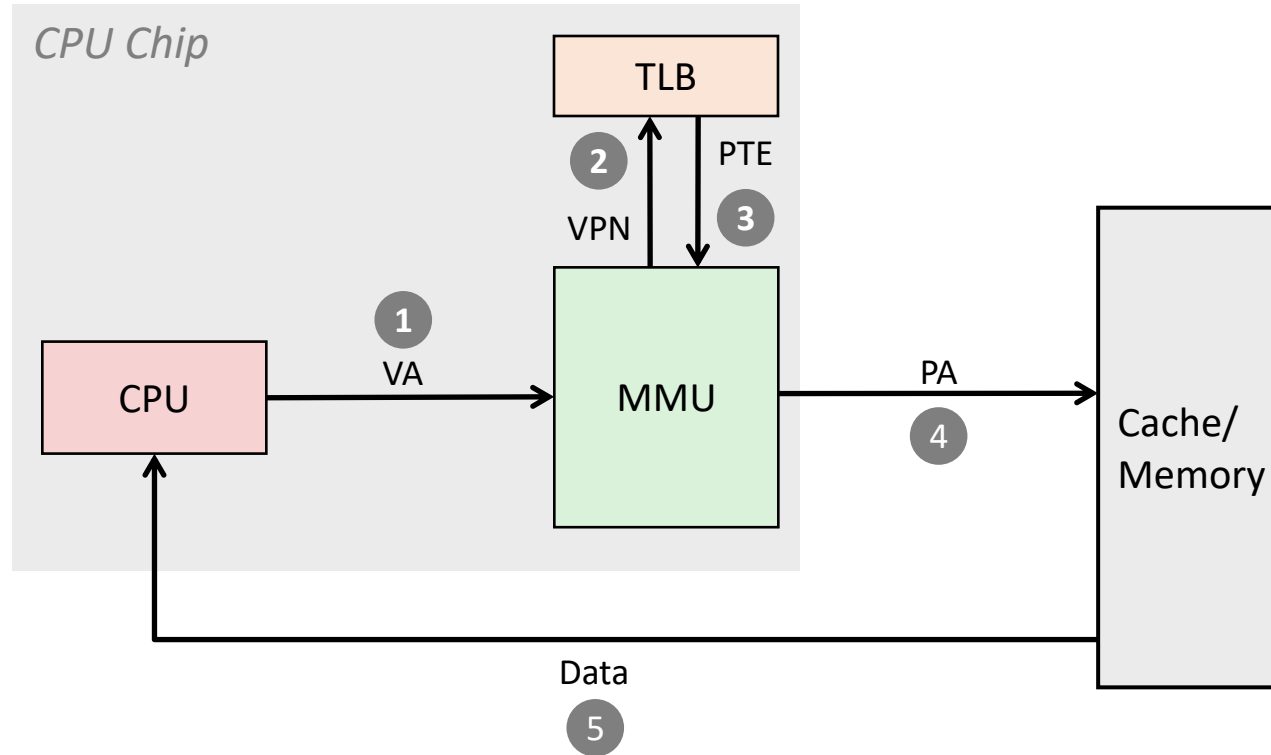 CPU Chip
TLB
2
PTE
VPN
3
1
VA
CPU
MMU
PA
4
Cache/
Memory
Data
5